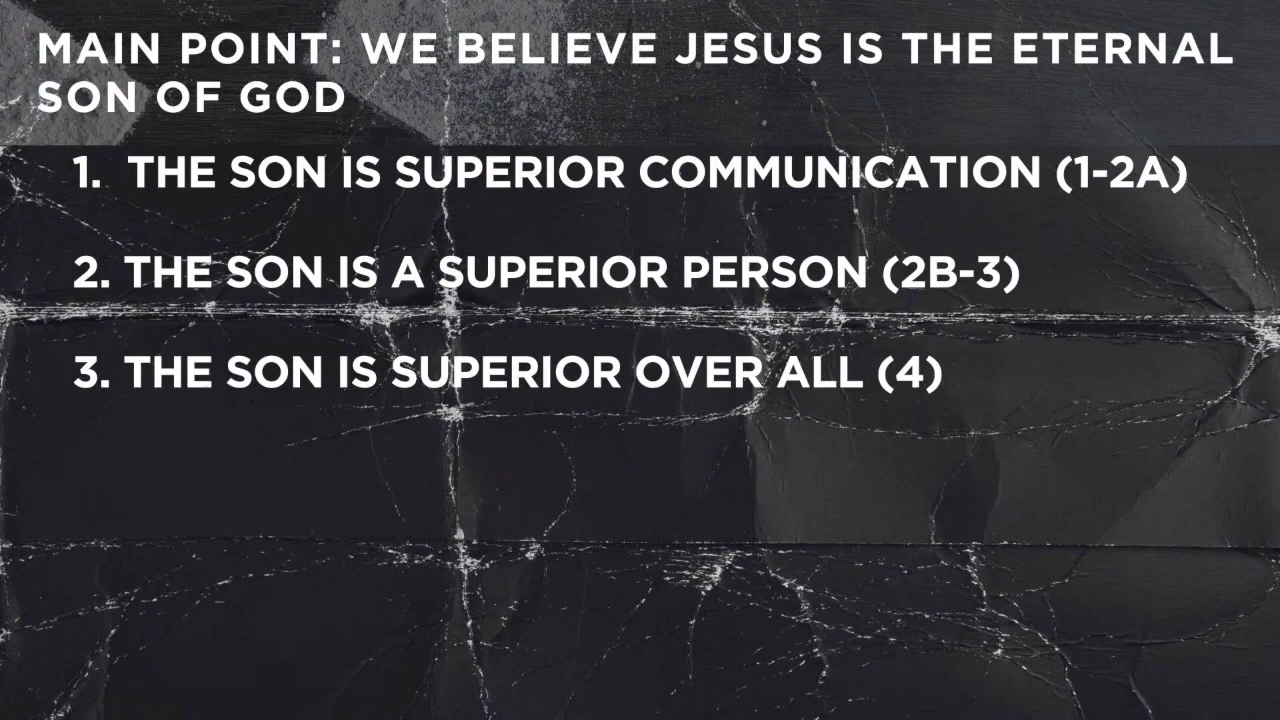 MAIN POINT: WE BELIEVE JESUS IS THE ETERNAL
SON OF GOD
1. THE SON IS SUPERIOR COMMUNICATION (1-2A)
2. THE SON IS A SUPERIOR PERSON (2B-3)
3. THE SON IS SUPERIOR OVER ALL (4)